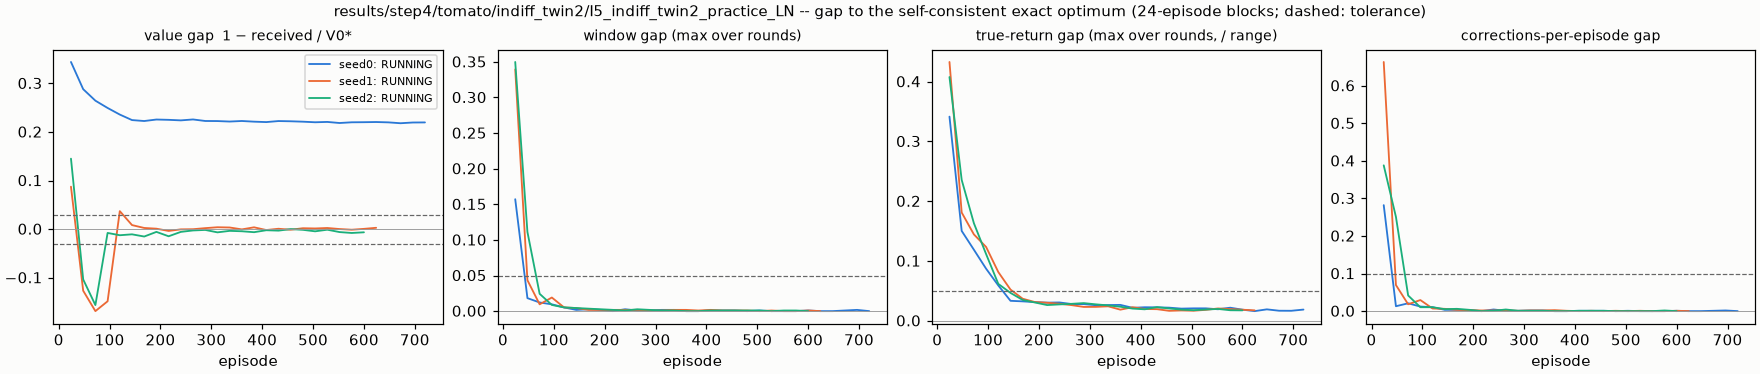 results/step4/tomato/indiff_twin2/l5_indiff_twin2_practice_LN -- gap to the self-consistent exact optimum (24-episode blocks; dashed: tolerance)
value gap  1 − received / V0*
0.3
0.2
0.1
0.0
−0.1
0 100 200 300 400 500 600 700
episode
seed0: RUNNING
seed1: RUNNING
seed2: RUNNING
window gap (max over rounds)
0.35
0.30
0.25
0.20
0.15
0.10
0.05
0.00
0 100 200 300 400 500 600 700
episode
true-return gap (max over rounds, / range)
0.4
0.3
0.2
0.1
0.0
0 100 200 300 400 500 600 700
episode
corrections-per-episode gap
0.6
0.5
0.4
0.3
0.2
0.1
0.0
0 100 200 300 400 500 600 700
episode